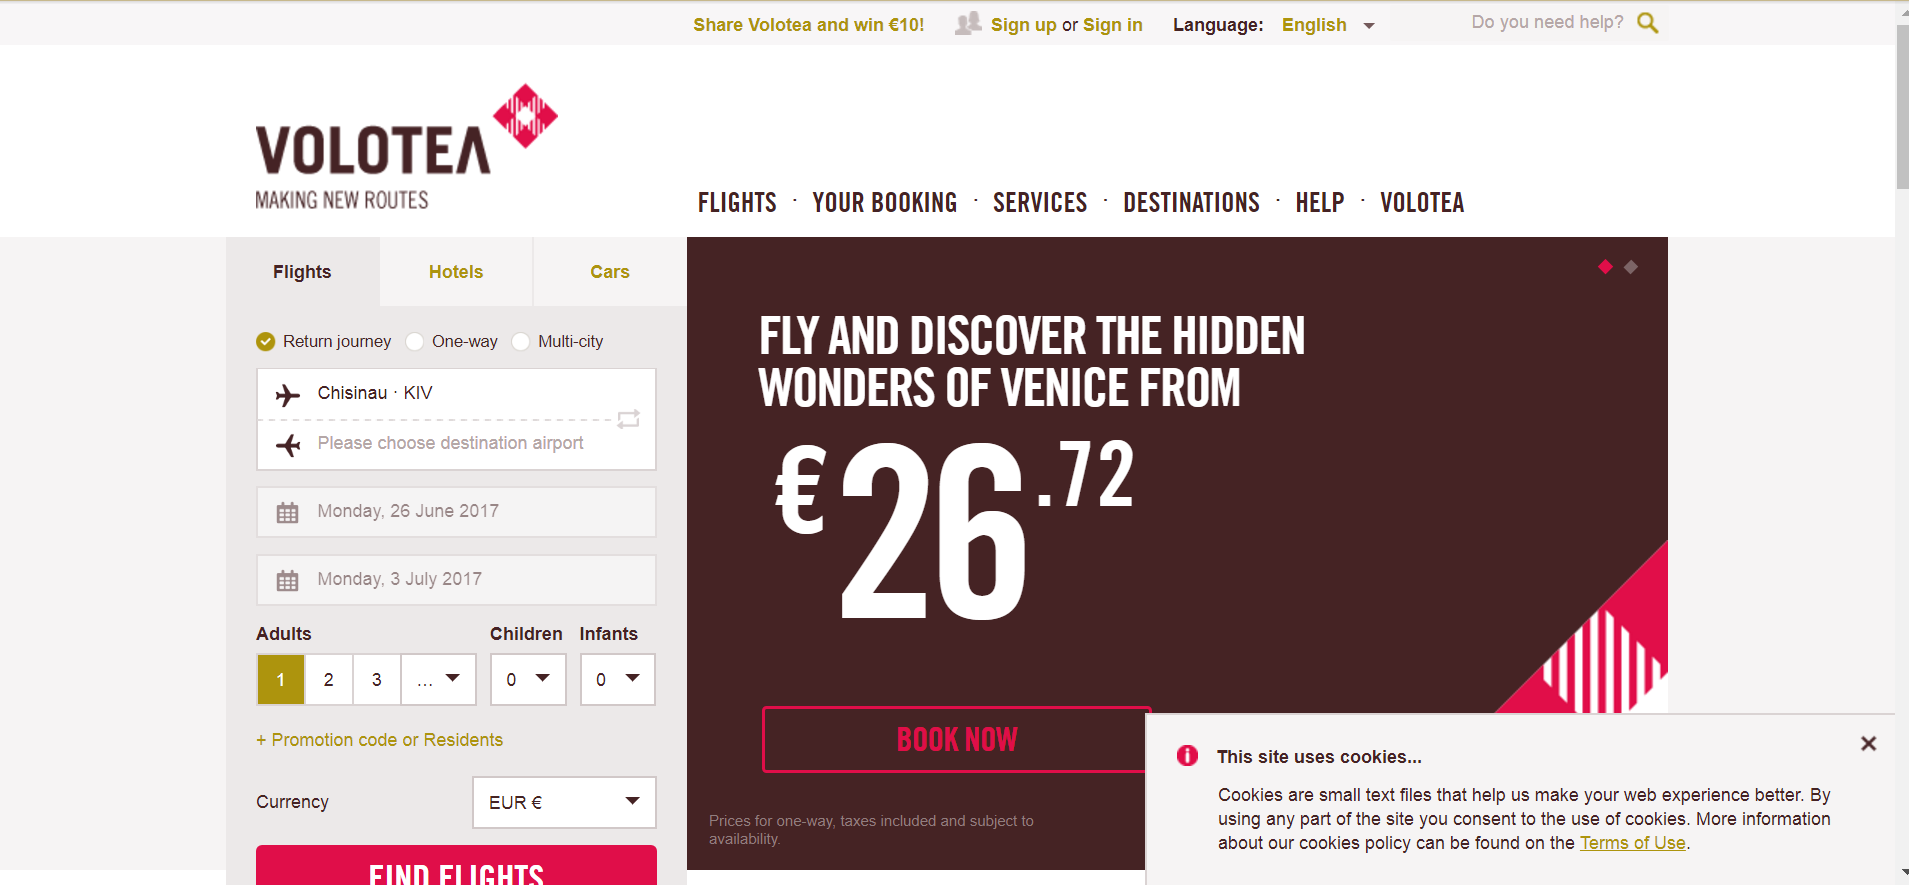 Share Volotea and win €10!
Sign up or Sign in
Language: English
Do you need help?
VOLOTEA
MAKING NEW ROUTES
FLIGHTS · YOUR BOOKING · SERVICES · DESTINATIONS · HELP · VOLOTEA
Flights
Hotels
Cars
Return journey
One-way
Multi-city
Chisinau · KIV
Please choose destination airport
Monday, 26 June 2017
Monday, 3 July 2017
Adults
Children
Infants
1
2
3
...
0
0
+ Promotion code or Residents
Currency
EUR €
FIND FLIGHTS
FLY AND DISCOVER THE HIDDEN
WONDERS OF VENICE FROM
€26.72
BOOK NOW
Prices for one-way, taxes included and subject to
availability.
This site uses cookies...
Cookies are small text files that help us make your web experience better. By
using any part of the site you consent to the use of cookies. More information
about our cookies policy can be found on the Terms of Use.